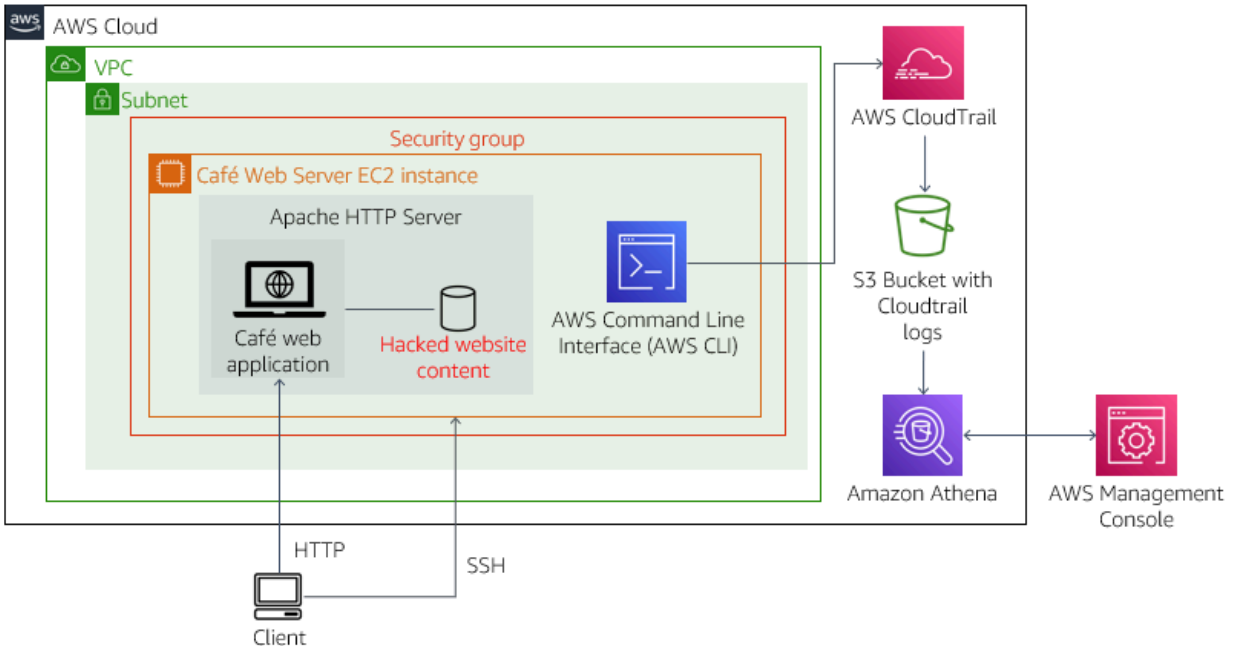 aws
AWS Cloud
VPC
Subnet
Security group
Café Web Server EC2 instance
Apache HTTP Server
Café web
application
Hacked website
content
AWS Command Line
Interface (AWS CLI)
AWS CloudTrail
S3 Bucket with
Cloudtrail
logs
Amazon Athena
AWS Management
Console
HTTP
SSH
Client